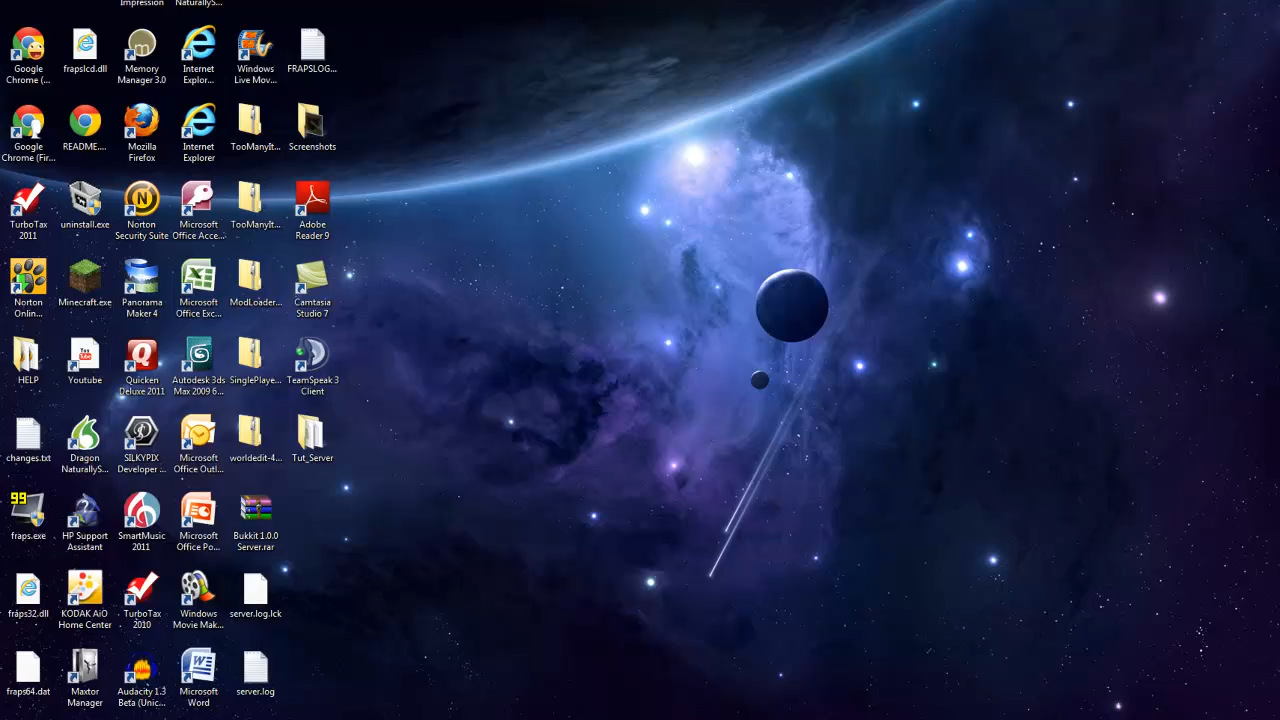 Impression
NaturallyS...
Google
Chrome (...
frapslcd.dll
Memory
Manager 3.0
Internet
Explor...
Windows
Live Mov...
FRAPSLOG...
Google
Chrome (Fir...
README....
Mozilla
Firefox
Internet
Explorer
TooManyIt...
Screenshots
TurboTax
2011
uninstall.exe
Norton
Security Suite
Microsoft
Office Acce...
TooManyIt...
Adobe
Reader 9
Norton
Onlin...
Minecraft.exe
Panorama
Maker 4
Microsoft
Office Exc...
ModLoader...
Camtasia
Studio 7
HELP
Youtube
Quicken
Deluxe 2011
Autodesk 3ds
Max 2009 6...
SinglePlaye...
TeamSpeak 3
Client
changes.txt
Dragon
NaturallyS...
SILKYPIX
Developer ...
Microsoft
Office Outl...
worldedit-4...
Tut_Server
99
fraps.exe
HP Support
Assistant
SmartMusic
2011
Microsoft
Office Po...
Bukkit 1.0.0
Server.rar
fraps32.dll
KODAK AiO
Home Center
TurboTax
2010
Windows
Movie Mak...
server.log.lck
fraps64.dat
Maxtor
Manager
Audacity 1.3
Beta (Unic...
Microsoft
Word
server.log